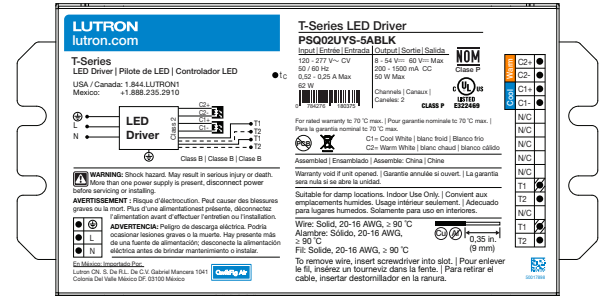 LUTRON
lutron.com
T-Series
LED Driver | Pilote de LED | Controlador LED
USA / Canada: 1.844.LUTRON1
Mexico: +1.888.235.2910
tc
L
N
LED
Driver
Class 2
C2+
C2-
C1+
C1-
T1
T2
T1
T2
Class B | Classe B | Clase B
WARNING: Shock hazard. May result in serious injury or death.
More than one power supply is present, disconnect power
before servicing or installing.
AVERTISSEMENT : Risque d'électrocution. Peut causer des blessures
graves ou la mort. Plus d'une alimentationest présente, déconnectez
l'alimentation avant d'effectuer l'entretien ou l'installation.
ADVERTENCIA: Peligro de descarga eléctrica. Podría
ocasionar lesiones graves o la muerte. Hay presente más
de una fuente de alimentación; desconecte la alimentación
eléctrica antes de brindar mantenimiento o instalar.
L
N
En México: Importado Por:
Lutron CN. S. De R.L. De C.V. Gabriel Mancera 1041
Colonia Del Valle México DF. 03100 México
T-Series LED Driver
PSQ02UYS-5ABLK
Input | Entrée | Entrada
120 - 277 V~ CV
50 / 60 Hz
0,52 - 0,25 A Max
62 W
Output | Sortie | Salida
8 - 54 V⎓ 60 V⎓ Max
200 - 1500 mA CC
50 W Max
Channels | Canaux |
Canales: 2
0 784276 180375
NOM
Clase P
CLASS P
C UL US
LISTED
E322469
For rated warranty tc 70 ˚C max. | Pour garantie nominale tc 70 ˚C max. |
Para la garantía nominal tc 70 ˚C max.
PCB
C1= Cool White | blanc froid | Blanco frio
C2= Warm White | blanc chaud | blanco cálido
Assembled | Ensamblado | Assemble: China | Chine
Warranty void if unit opened. | Garantie annulée si ouvert. | La garantía
sera nula si se abre la unidad.
Suitable for damp locations. Indoor Use Only. | Convient aux
emplacements humides. Usage intérieur seulement. | Adecuado
para lugares humedos. Solamente para uso en interiores.
Wire: Solid, 20-16 AWG, ≥ 90 ˚C
Alambre: Sólido, 20-16 AWG,
≥ 90 ˚C
Fil: Solide, 20-16 AWG, ≥ 90 ˚C
Cu
Al
0,35 in.
(9 mm)
To remove wire, insert screwdriver into slot. | Pour enlever
le fil, insérez un tourneviz dans la fente. | Para retirar el
cable, insertar destornillador en la ranura.
Warm
Cool
C2+
C2-
C1+
C1-
N/C
N/C
N/C
N/C
N/C
T1
T2
N/C
T1
T2